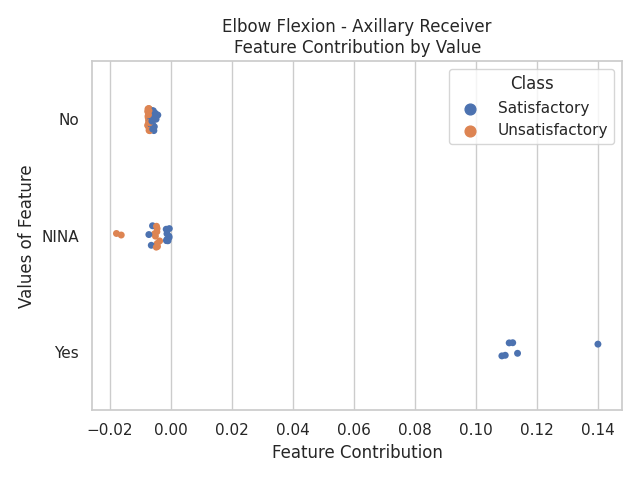 Elbow Flexion - Axillary Receiver
Feature Contribution by Value
Class
Satisfactory
Unsatisfactory
Values of Feature
No
NINA
Yes
−0.02 0.00 0.02 0.04 0.06 0.08 0.10 0.12 0.14
Feature Contribution